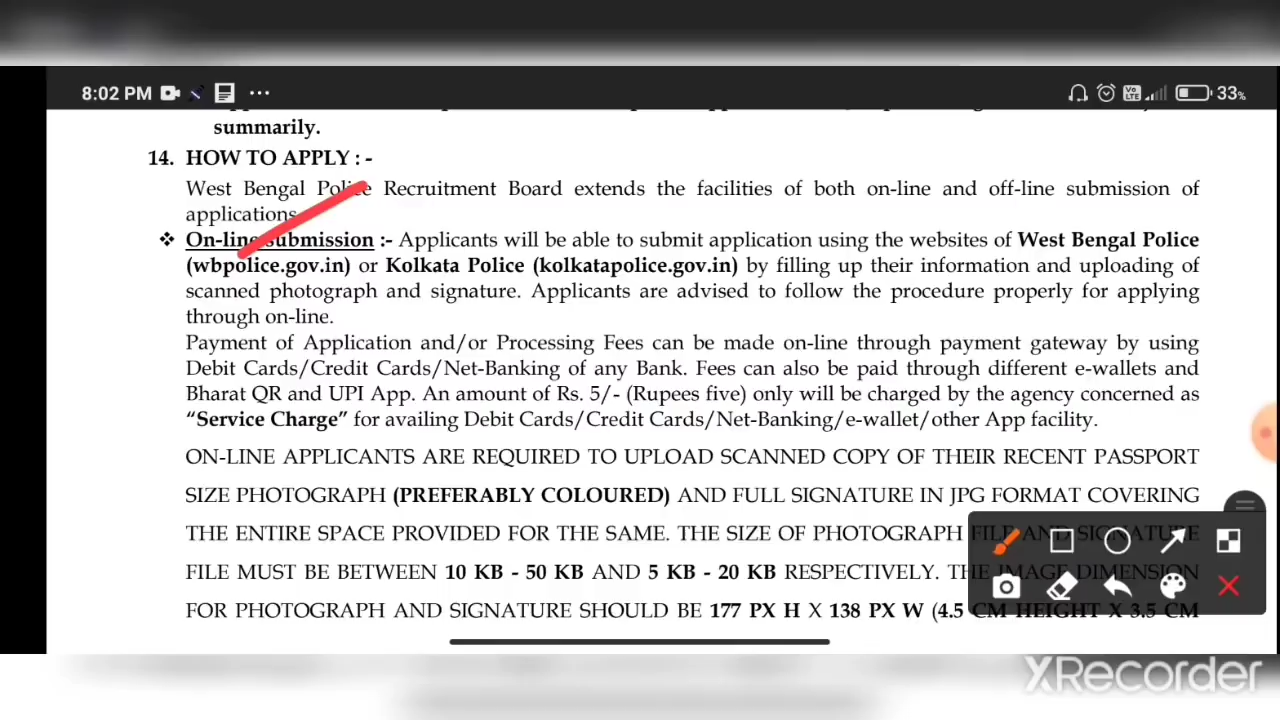 8:02 PM
33%
summarily.
14. HOW TO APPLY : -
West Bengal Police Recruitment Board extends the facilities of both on-line and off-line submission of
applications.
❖ On-line submission :- Applicants will be able to submit application using the websites of West Bengal Police
(wbpolice.gov.in) or Kolkata Police (kolkatapolice.gov.in) by filling up their information and uploading of
scanned photograph and signature. Applicants are advised to follow the procedure properly for applying
through on-line.
Payment of Application and/or Processing Fees can be made on-line through payment gateway by using
Debit Cards/Credit Cards/Net-Banking of any Bank. Fees can also be paid through different e-wallets and
Bharat QR and UPI App. An amount of Rs. 5/- (Rupees five) only will be charged by the agency concerned as
“Service Charge” for availing Debit Cards/Credit Cards/Net-Banking/e-wallet/other App facility.
ON-LINE APPLICANTS ARE REQUIRED TO UPLOAD SCANNED COPY OF THEIR RECENT PASSPORT
SIZE PHOTOGRAPH (PREFERABLY COLOURED) AND FULL SIGNATURE IN JPG FORMAT COVERING
THE ENTIRE SPACE PROVIDED FOR THE SAME. THE SIZE OF PHOTOGRAPH FILE AND SIGNATURE
FILE MUST BE BETWEEN 10 KB - 50 KB AND 5 KB - 20 KB RESPECTIVELY. THE IMAGE DIMENSION
FOR PHOTOGRAPH AND SIGNATURE SHOULD BE 177 PX H X 138 PX W (4.5 CM HEIGHT X 3.5 CM
XRecorder